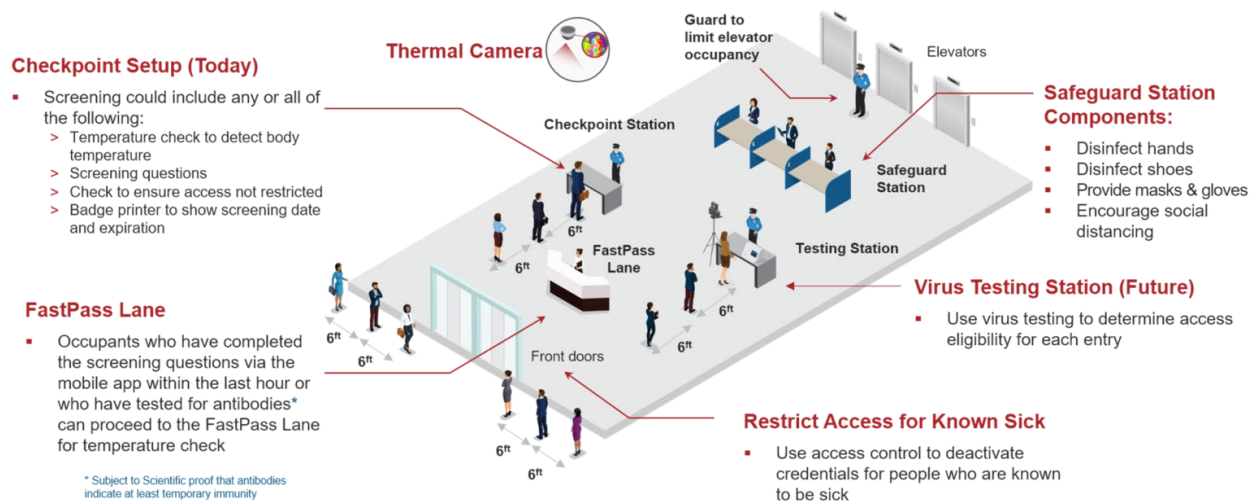 Thermal Camera
Guard to
limit elevator
occupancy
Elevators
Checkpoint Setup (Today)
▪ Screening could include any or all of
the following:
> Temperature check to detect body
temperature
> Screening questions
> Check to ensure access not restricted
> Badge printer to show screening date
and expiration
Checkpoint Station
Safeguard Station
Components:
▪ Disinfect hands
▪ Disinfect shoes
▪ Provide masks & gloves
▪ Encourage social
distancing
Safeguard
Station
6ft
6ft
FastPass
Lane
Testing Station
6ft
6ft
FastPass Lane
▪ Occupants who have completed
the screening questions via the
mobile app within the last hour or
who have tested for antibodies*
can proceed to the FastPass Lane
for temperature check
* Subject to Scientific proof that antibodies
indicate at least temporary immunity
6ft
6ft
Front doors
6ft
6ft
Virus Testing Station (Future)
▪ Use virus testing to determine access
eligibility for each entry
Restrict Access for Known Sick
▪ Use access control to deactivate
credentials for people who are known
to be sick